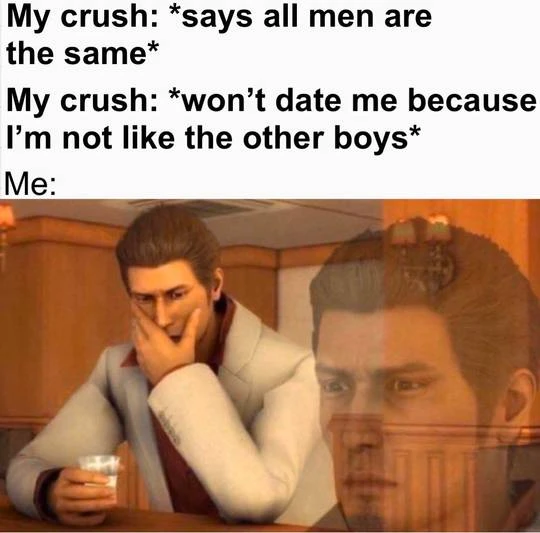 My crush: *says all men are
the same*
My crush: *won’t date me because
I’m not like the other boys*
Me: